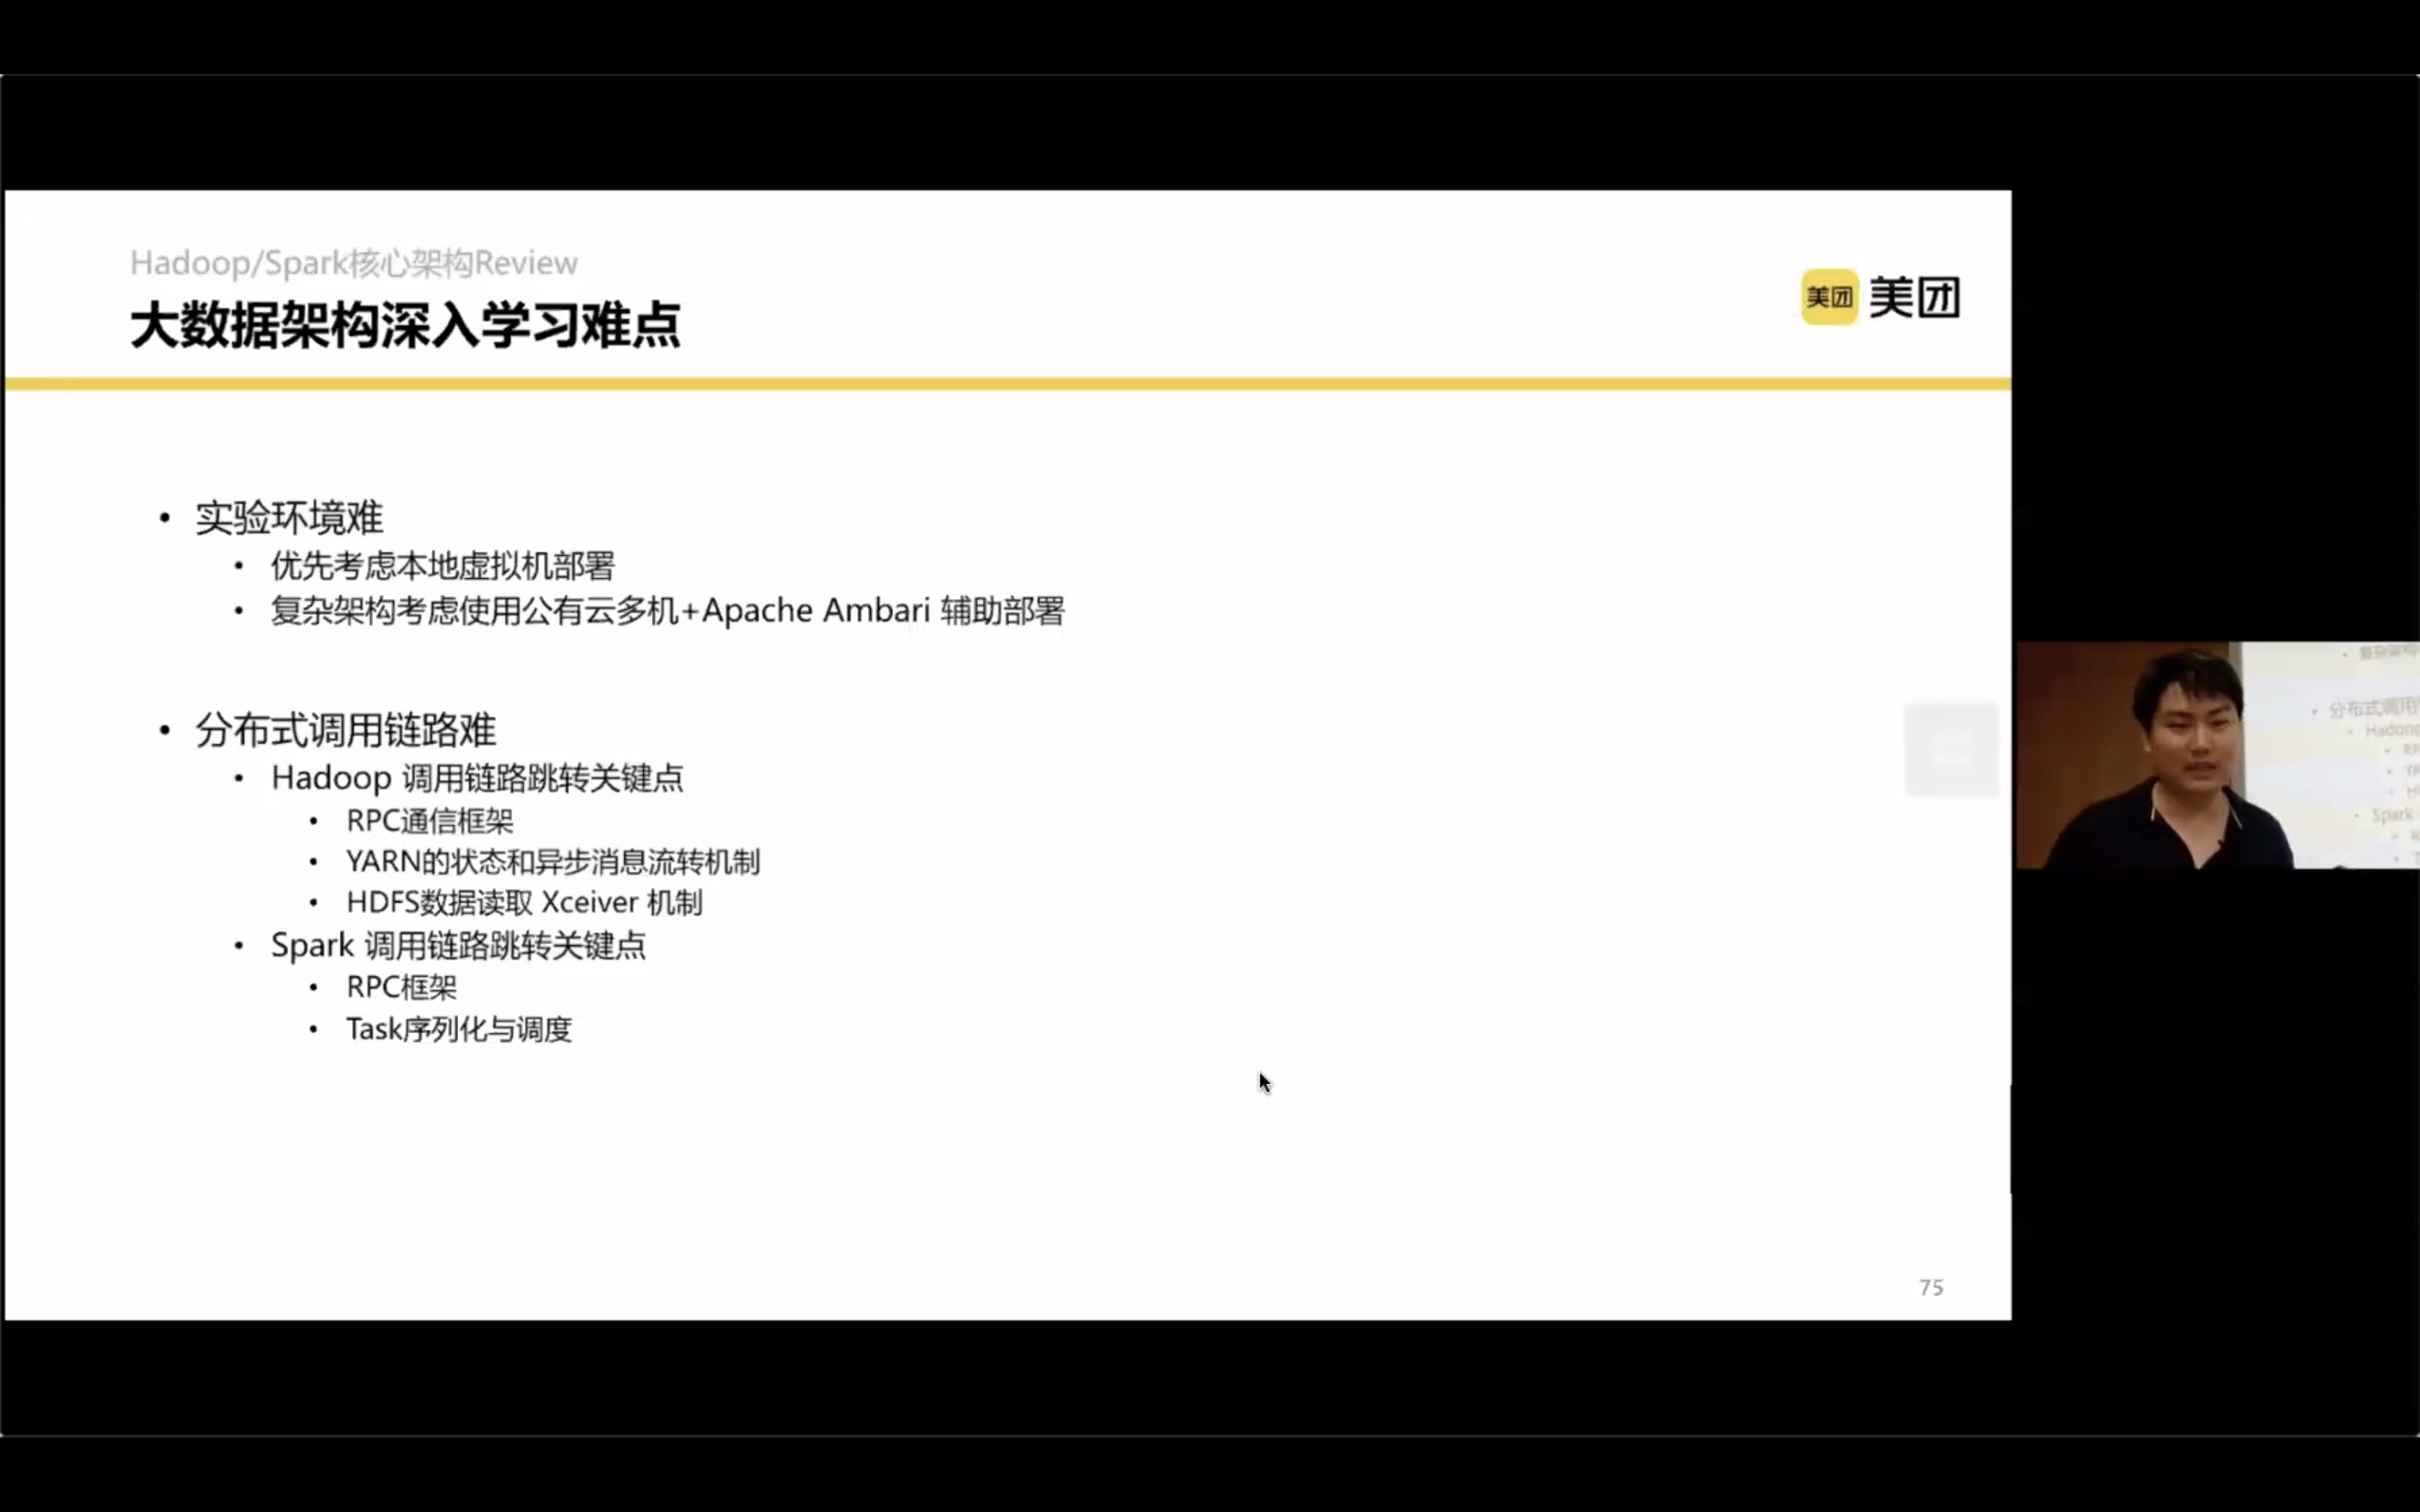 Hadoop/Spark核心架构Review
大数据架构深入学习难点
美团 美团
• 实验环境难
• 优先考虑本地虚拟机部署
• 复杂架构考虑使用公有云多机+Apache Ambari 辅助部署
• 分布式调用链路难
• Hadoop 调用链路跳转关键点
• RPC通信框架
• YARN的状态和异步消息流转机制
• HDFS数据读取 Xceiver 机制
• Spark 调用链路跳转关键点
• RPC框架
• Task序列化与调度
75
• 分布式调用
• Hadoop
• Spark